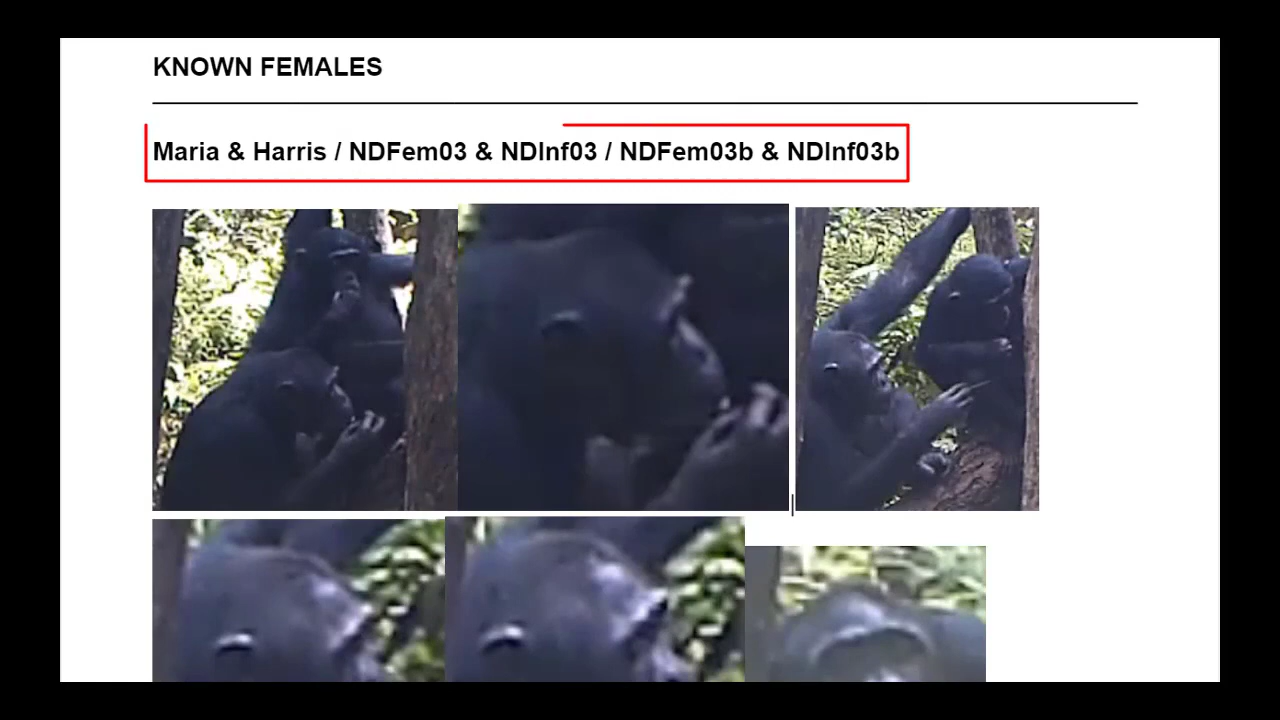 KNOWN FEMALES
Maria & Harris / NDFem03 & NDInf03 / NDFem03b & NDInf03b